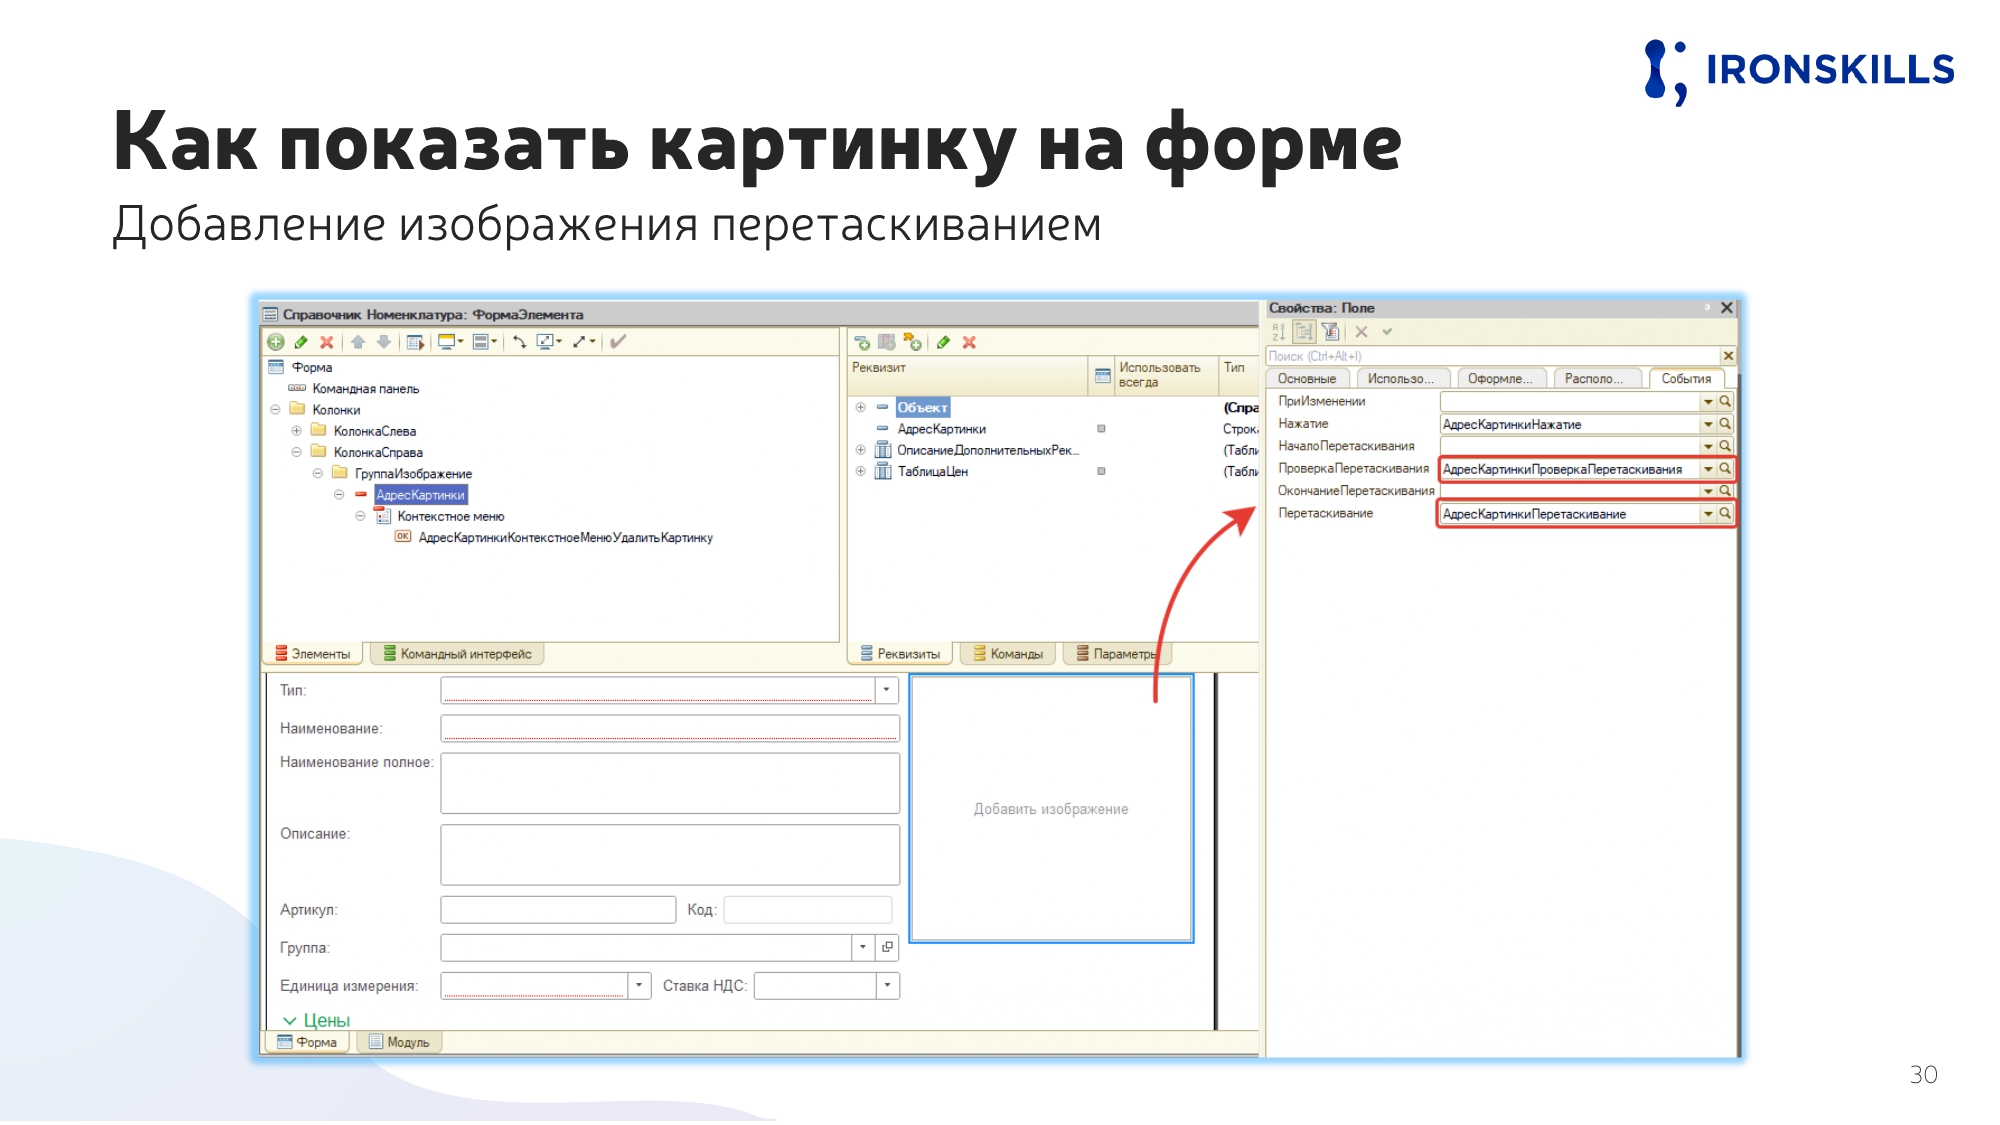 IRONSKILLS
Как показать картинку на форме
Добавление изображения перетаскиванием
Справочник Номенклатура: ФормаЭлемента
Форма
Командная панель
Колонки
КолонкаСлева
КолонкаСправа
ГруппаИзображение
АдресКартинки
Контекстное меню
OK АдресКартинкиКонтекстноеМенюУдалитьКартинку
Элементы
Командный интерфейс
Реквизит
Использовать всегда
Тип
Объект (Спра
АдресКартинки Строк
ОписаниеДополнительныхРек... (Табли
ТаблицаЦен (Табли
Реквизиты
Команды
Параметры
Свойства: Поле
Поиск (Ctrl+Alt+I)
Основные Использо... Оформле... Располо... События
ПриИзменении
Нажатие АдресКартинкиНажатие
НачалоПеретаскивания
ПроверкаПеретаскивания АдресКартинкиПроверкаПеретаскивания
ОкончаниеПеретаскивания
Перетаскивание АдресКартинкиПеретаскивание
Тип:
Наименование:
Наименование полное:
Описание:
Артикул: Код:
Группа:
Единица измерения: Ставка НДС:
Цены
Добавить изображение
Форма
Модуль
30